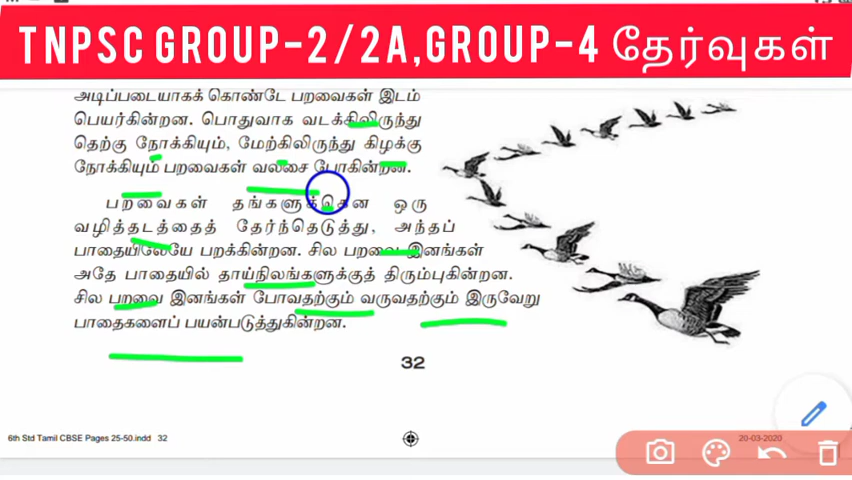 TNPSC GROUP-2/2A,GROUP-4 தேர்வுகள்
அடிப்படையாகக் கொண்டே பறவைகள் இடம்
பெயர்கின்றன. பொதுவாக வடக்கிலிருந்து
தெற்கு நோக்கியும், மேற்கிலிருந்து கிழக்கு
நோக்கியும் பறவைகள் வலசை போகின்றன.
பறவைகள் தங்களுக்கென ஒரு
வழித்தடத்தைத் தேர்ந்தெடுத்து, அந்தப்
பாதையிலேயே பறக்கின்றன. சில பறவை இனங்கள்
அதே பாதையில் தாய்நிலங்களுக்குத் திரும்புகின்றன.
சில பறவை இனங்கள் போவதற்கும் வருவதற்கும் இருவேறு
பாதைகளைப் பயன்படுத்துகின்றன.
32
6th Std Tamil CBSE Pages 25-50.indd 32
20-03-2020